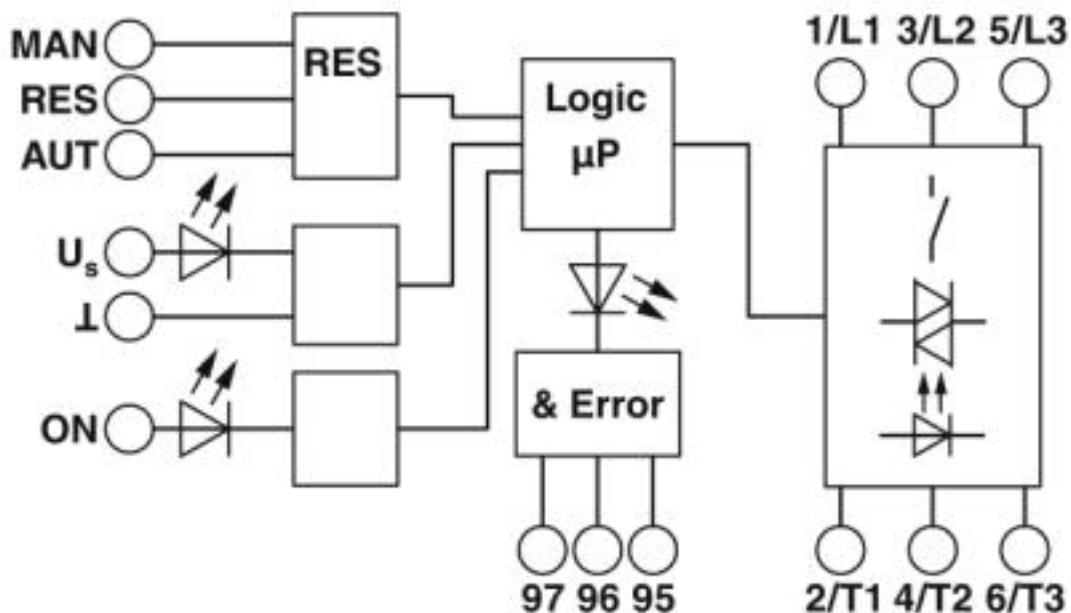 MAN
RES
AUT
RES
Us
⊥
ON
Logic
µP
& Error
97 96 95
1/L1 3/L2 5/L3
2/T1 4/T2 6/T3